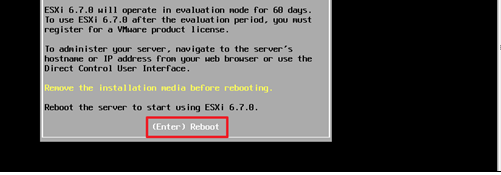 ESXi 6.7.0 will operate in evaluation mode for 60 days.
To use ESXi 6.7.0 after the evaluation period, you must
register for a VMware product license.
To administer your server, navigate to the server's
hostname or IP address from your web browser or use the
Direct Control User Interface.
Remove the installation media before rebooting.
Reboot the server to start using ESXi 6.7.0.
(Enter) Reboot